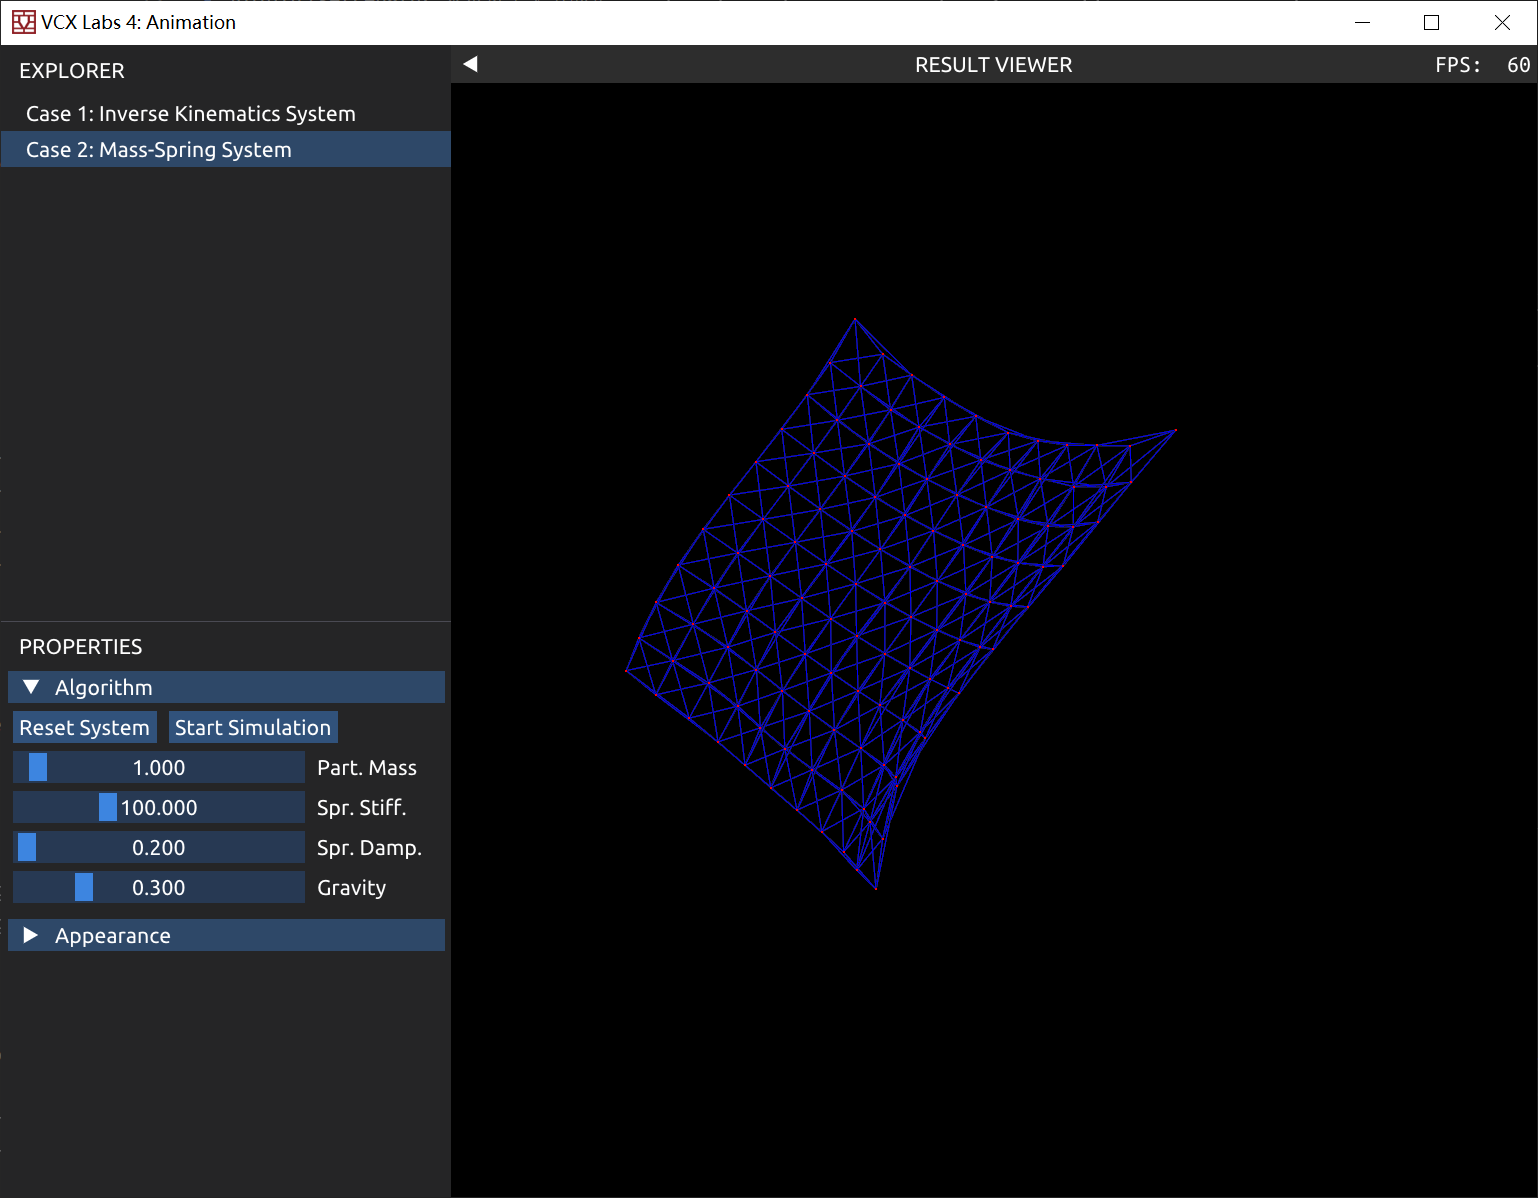 VCX Labs 4: Animation
EXPLORER
Case 1: Inverse Kinematics System
Case 2: Mass-Spring System
RESULT VIEWER
FPS: 60
PROPERTIES
Algorithm
Reset System Start Simulation
1.000 Part. Mass
100.000 Spr. Stiff.
0.200 Spr. Damp.
0.300 Gravity
Appearance